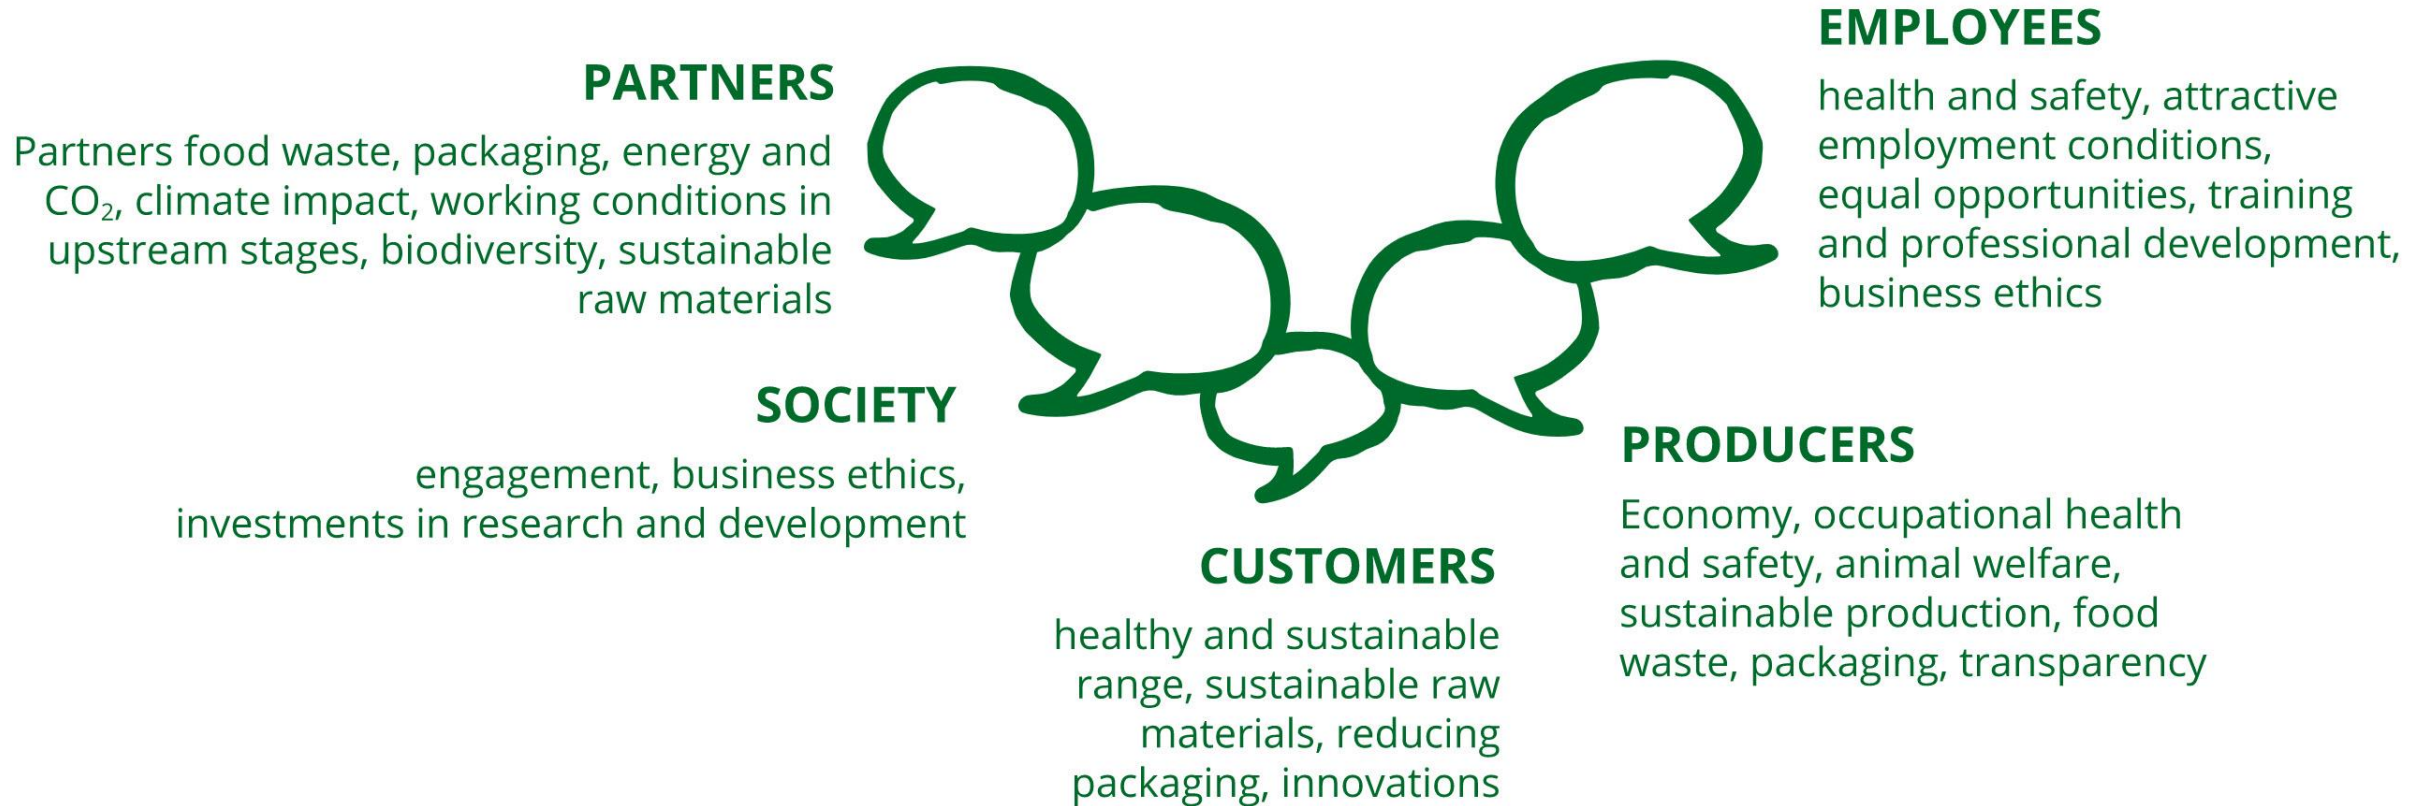 PARTNERS
Partners food waste, packaging, energy and
CO₂, climate impact, working conditions in
upstream stages, biodiversity, sustainable
raw materials
SOCIETY
engagement, business ethics,
investments in research and development
CUSTOMERS
healthy and sustainable
range, sustainable raw
materials, reducing
packaging, innovations
EMPLOYEES
health and safety, attractive
employment conditions,
equal opportunities, training
and professional development,
business ethics
PRODUCERS
Economy, occupational health
and safety, animal welfare,
sustainable production, food
waste, packaging, transparency